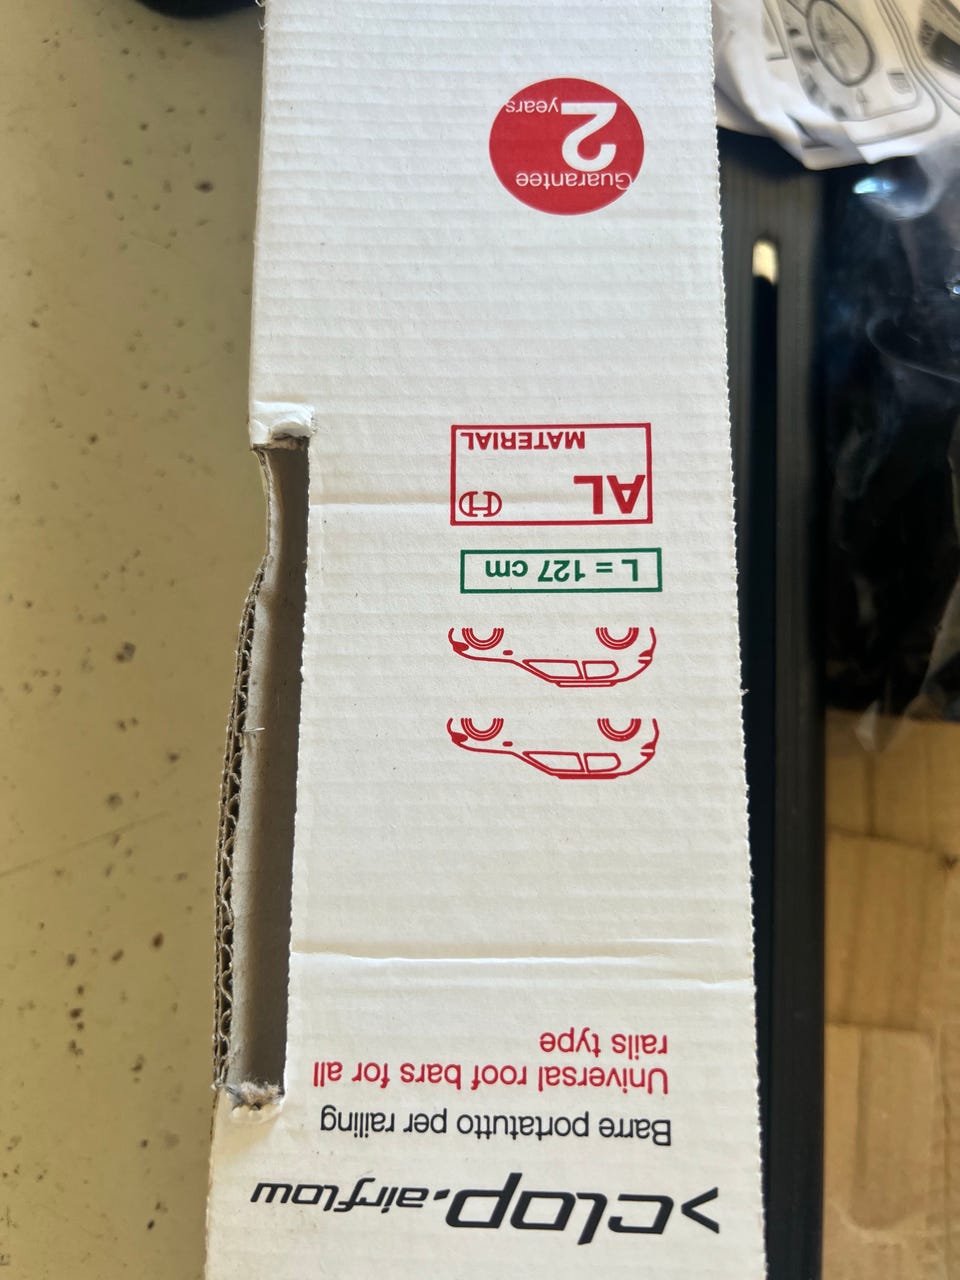 >clop.airflow
Barre portatutto per railing
Universal roof bars for all
rails type
L = 127 cm
AL
MATERIAL
Guarantee
2
years